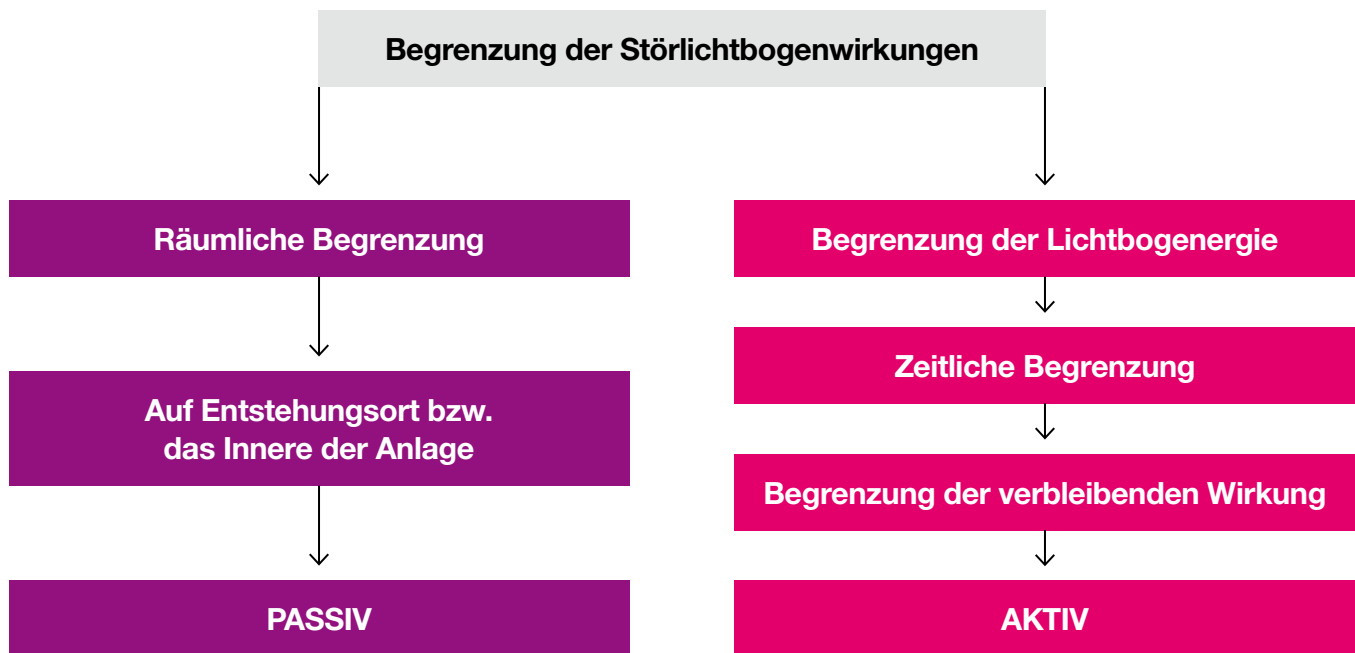 Begrenzung der Störlichtbogenwirkungen
Räumliche Begrenzung
Auf Entstehungsort bzw.
das Innere der Anlage
PASSIV
Begrenzung der Lichtbogenergie
Zeitliche Begrenzung
Begrenzung der verbleibenden Wirkung
AKTIV